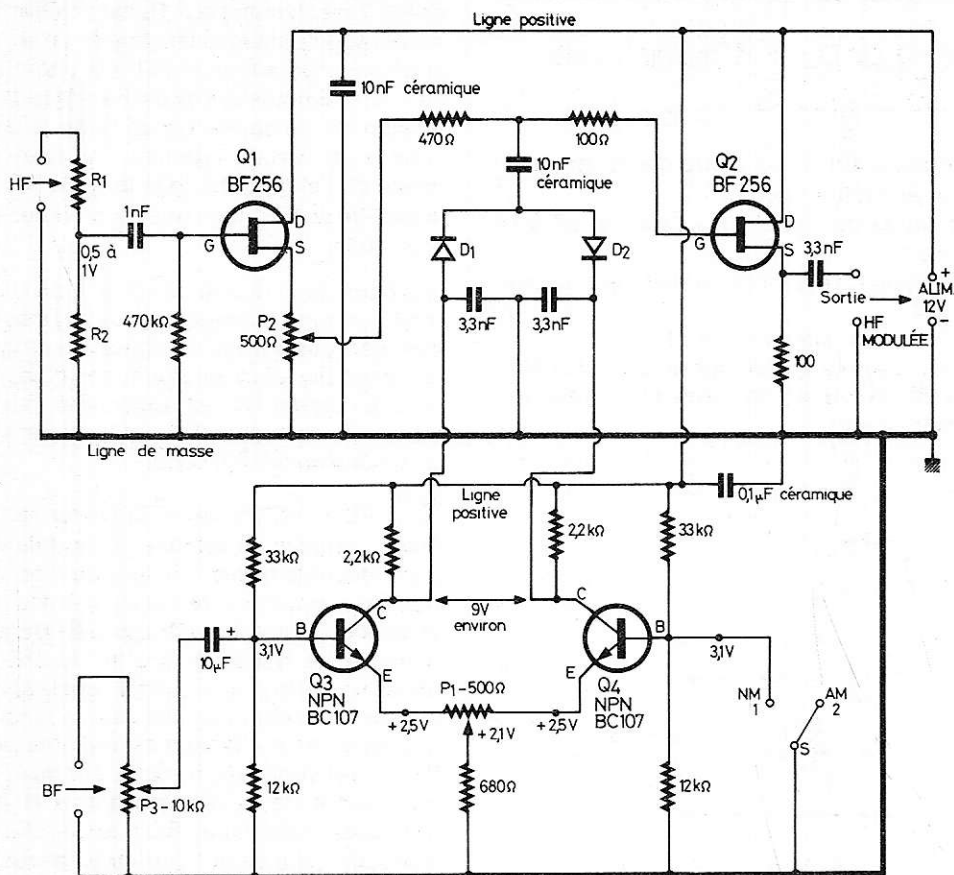 Ligne positive
10nF céramique
470Ω
100Ω
Q1
BF256
10nF
céramique
Q2
BF256
HF
R1
1nF
D
G
S
D1
D2
D
G
S
3,3nF
0,5 à
1V
R2
470kΩ
P2
500Ω
3,3nF
3,3nF
Sortie
+
ALIM.
12V
-
HF
MODULÉE
100
Ligne de masse
Ligne
positive
0,1µF céramique
33kΩ
2,2kΩ
2,2kΩ
33kΩ
10µF
+
B
3,1V
C
9V
environ
C
B
3,1V
Q3
NPN
BC107
E
P1-500Ω
E
Q4
NPN
BC107
+2,5V
+2,1V
+2,5V
NM
1
AM
2
S
BF
P3-10kΩ
12kΩ
680Ω
12kΩ